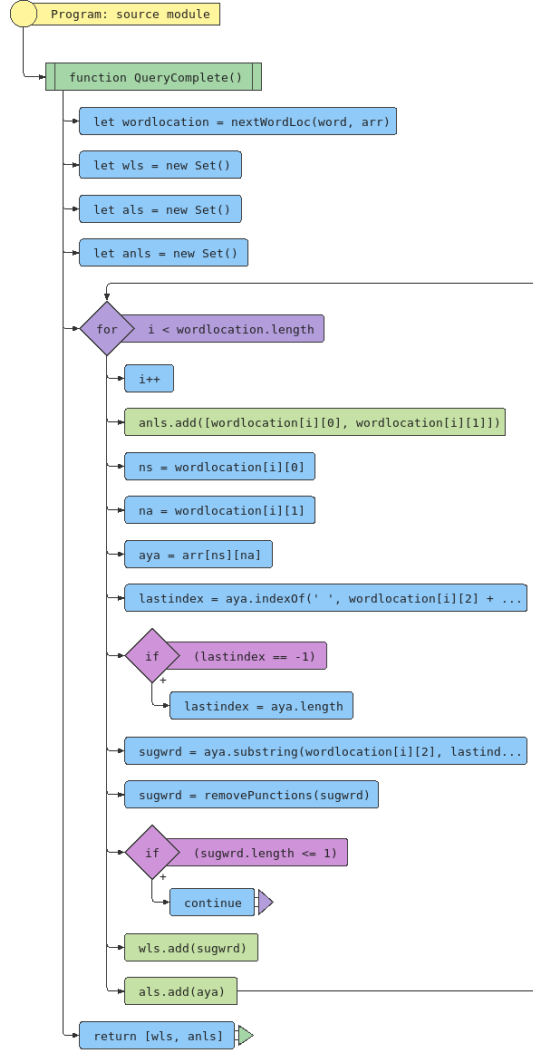 Program: source module
function QueryComplete()
let wordlocation = nextWordLoc(word, arr)
let wls = new Set()
let als = new Set()
let anls = new Set()
for i < wordlocation.length
i++
anls.add([wordlocation[i][0], wordlocation[i][1]])
ns = wordlocation[i][0]
na = wordlocation[i][1]
aya = arr[ns][na]
lastindex = aya.indexOf(' ', wordlocation[i][2] + ...
if (lastindex == -1)
+
lastindex = aya.length
sugwrd = aya.substring(wordlocation[i][2], lastind...
sugwrd = removePunctions(sugwrd)
if (sugwrd.length <= 1)
+
continue
wls.add(sugwrd)
als.add(aya)
return [wls, anls]